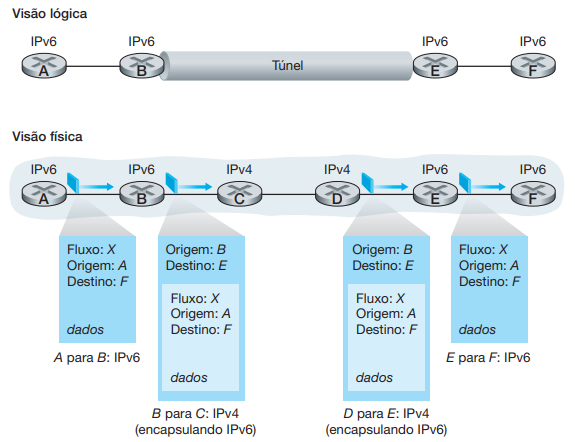 Visão lógica
IPv6 IPv6 IPv6 IPv6
A B Túnel E F
Visão física
IPv6 IPv6 IPv4 IPv4 IPv6 IPv6
A B C D E F
Fluxo: X
Origem: A
Destino: F
dados
A para B: IPv6
Origem: B
Destino: E
Fluxo: X
Origem: A
Destino: F
dados
B para C: IPv4
(encapsulando IPv6)
Origem: B
Destino: E
Fluxo: X
Origem: A
Destino: F
dados
D para E: IPv4
(encapsulando IPv6)
Fluxo: X
Origem: A
Destino: F
dados
E para F: IPv6